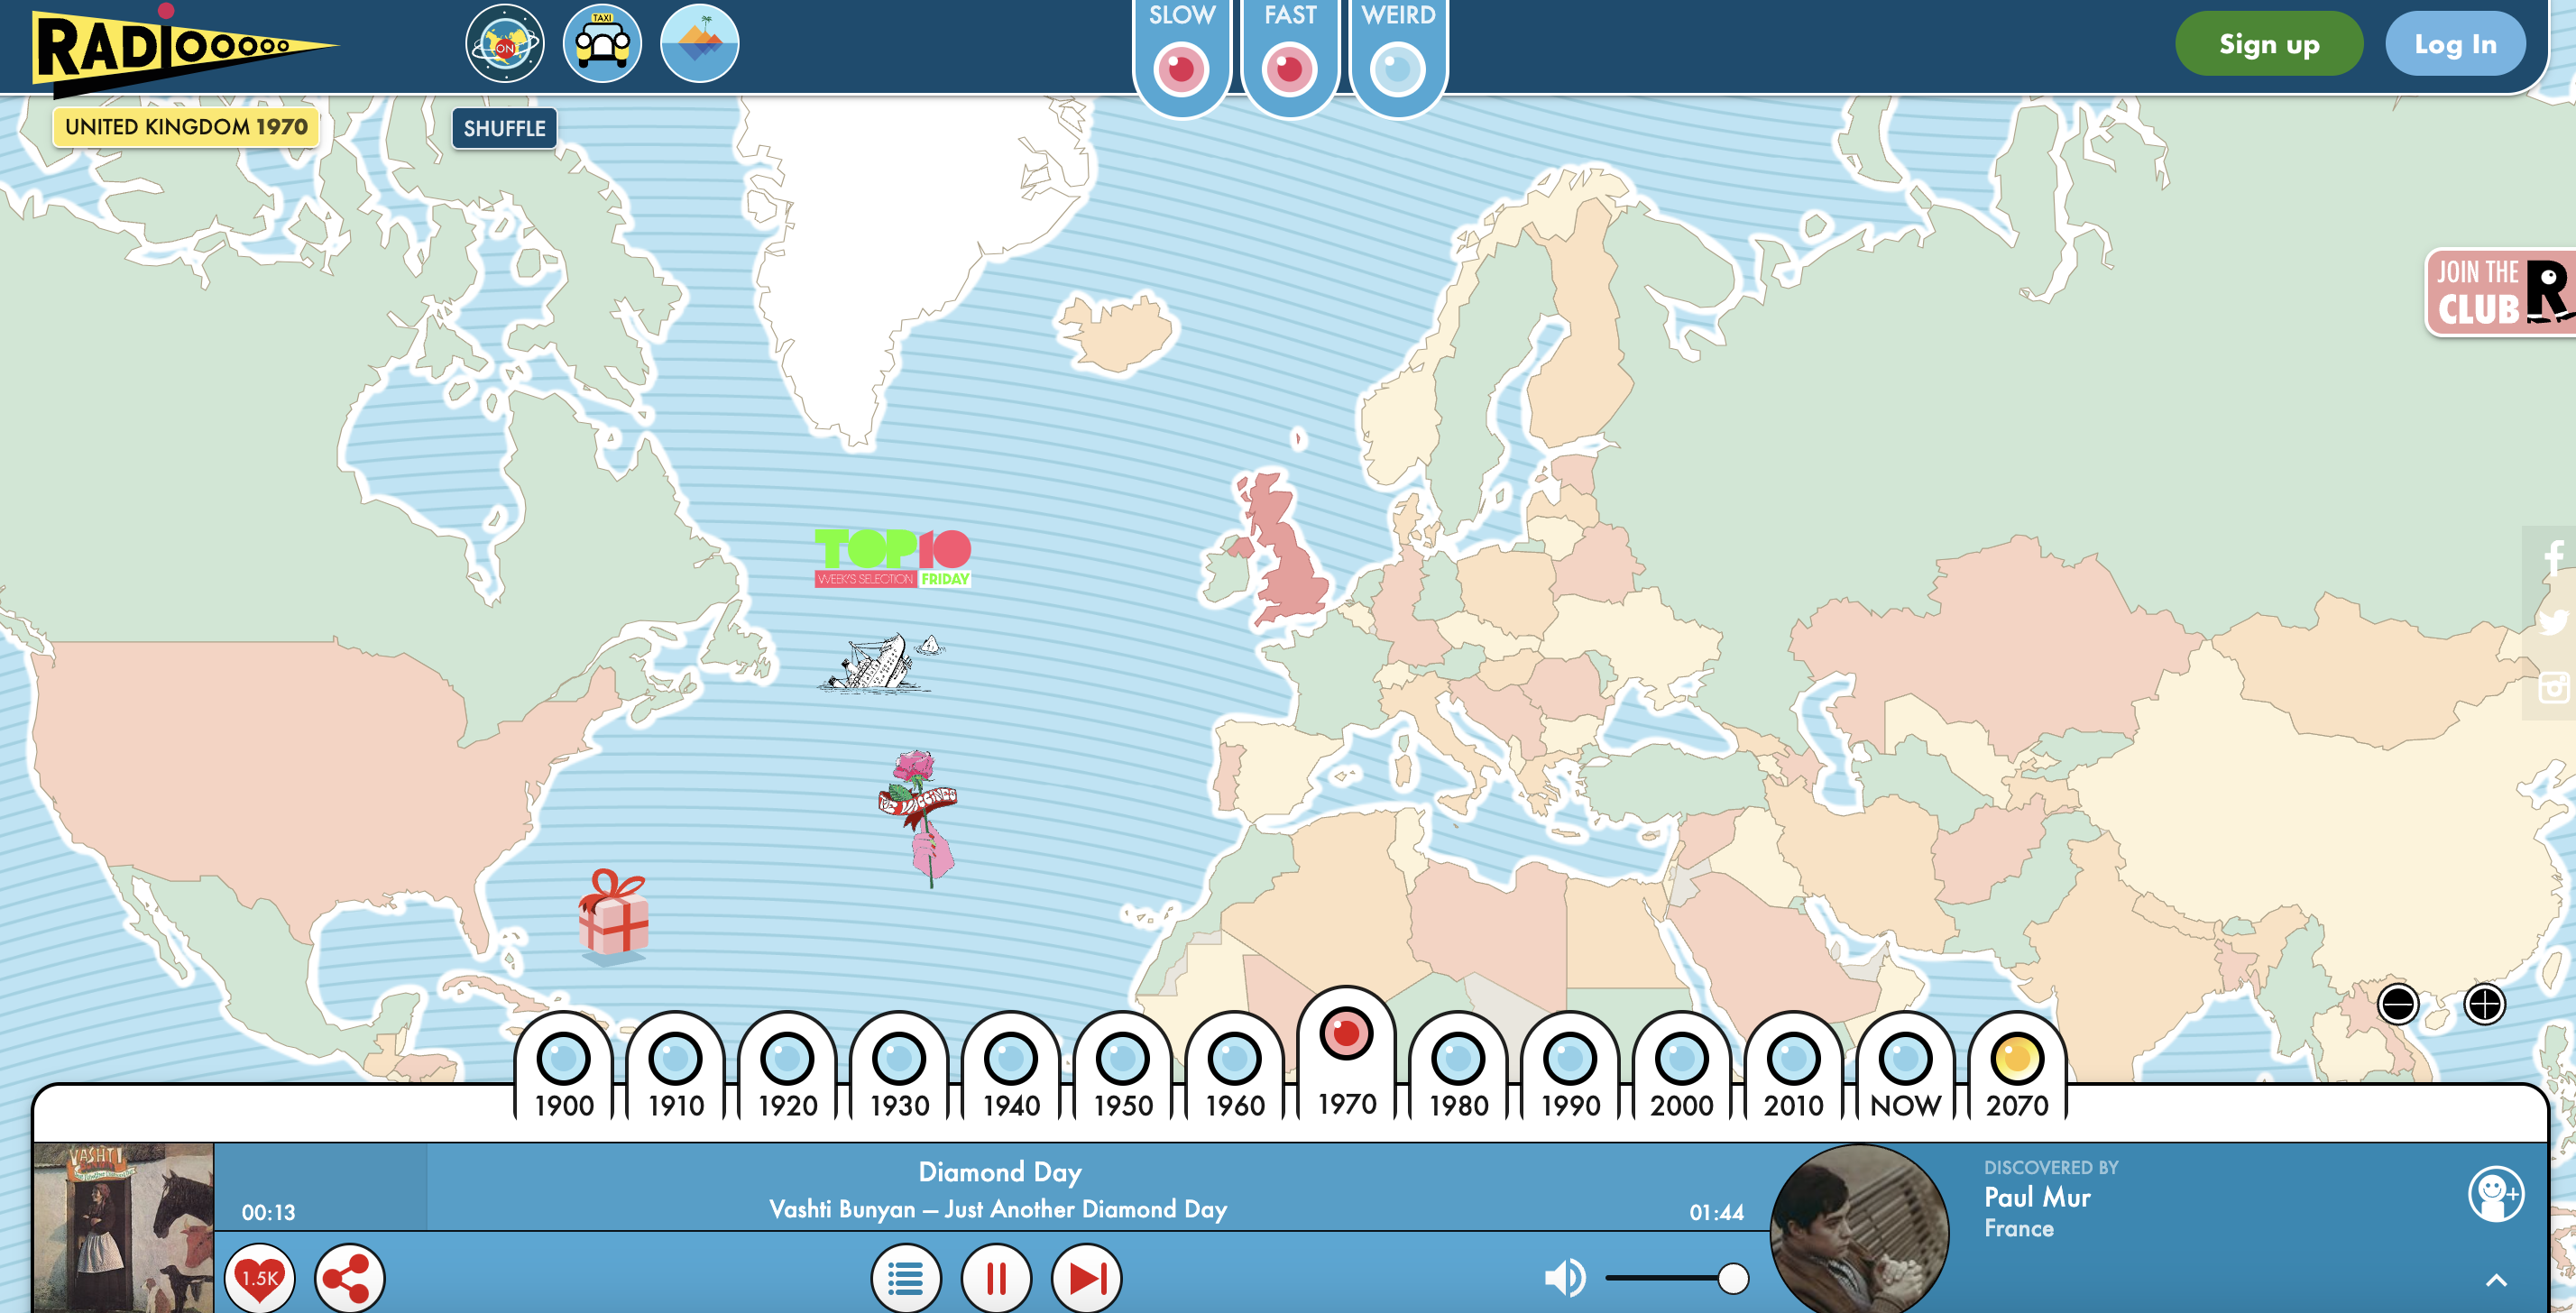 RADIOOOOO
TAXI
ON
SLOW
FAST
WEIRD
Sign up
Log In
UNITED KINGDOM 1970
SHUFFLE
JOIN THE
CLUB R
TOP10
WEEK'S SELECTION FRIDAY
1900
1910
1920
1930
1940
1950
1960
1970
1980
1990
2000
2010
NOW
2070
VASHTI
00:13
Diamond Day
Vashti Bunyan – Just Another Diamond Day
01:44
DISCOVERED BY
Paul Mur
France
1.5K